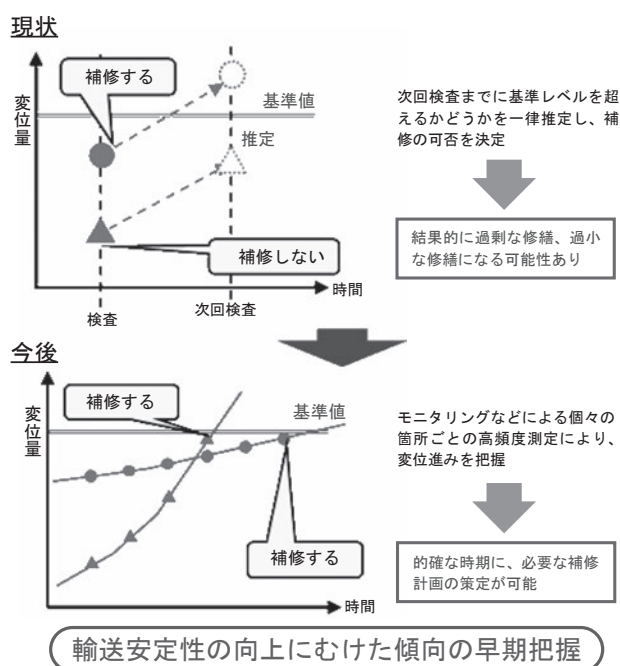 現状
変位量
補修する
基準値
推定
補修しない
時間
検査
次回検査
次回検査までに基準レベルを超
えるかどうかを一律推定し、補
修の可否を決定
結果的に過剰な修繕、過小
な修繕になる可能性あり
今後
変位量
補修する
基準値
補修する
時間
モニタリングなどによる個々の
箇所ごとの高頻度測定により、
変位進みを把握
的確な時期に、必要な補修
計画の策定が可能
輸送安定性の向上にむけた傾向の早期把握